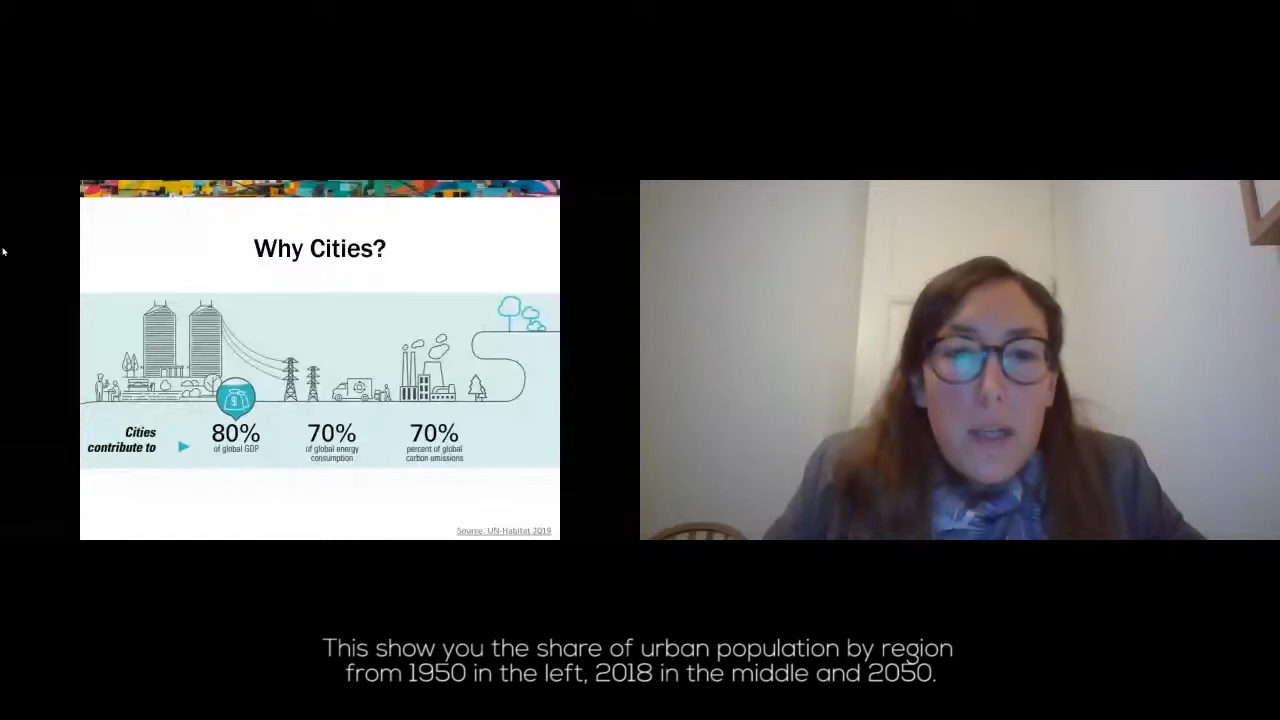 Why Cities?
Cities
contribute to
80%
of global GDP
70%
of global energy
consumption
70%
percent of global
carbon emissions
Source. UN-Habitat 2019
This show you the share of urban population by region
from 1950 in the left, 2018 in the middle and 2050.